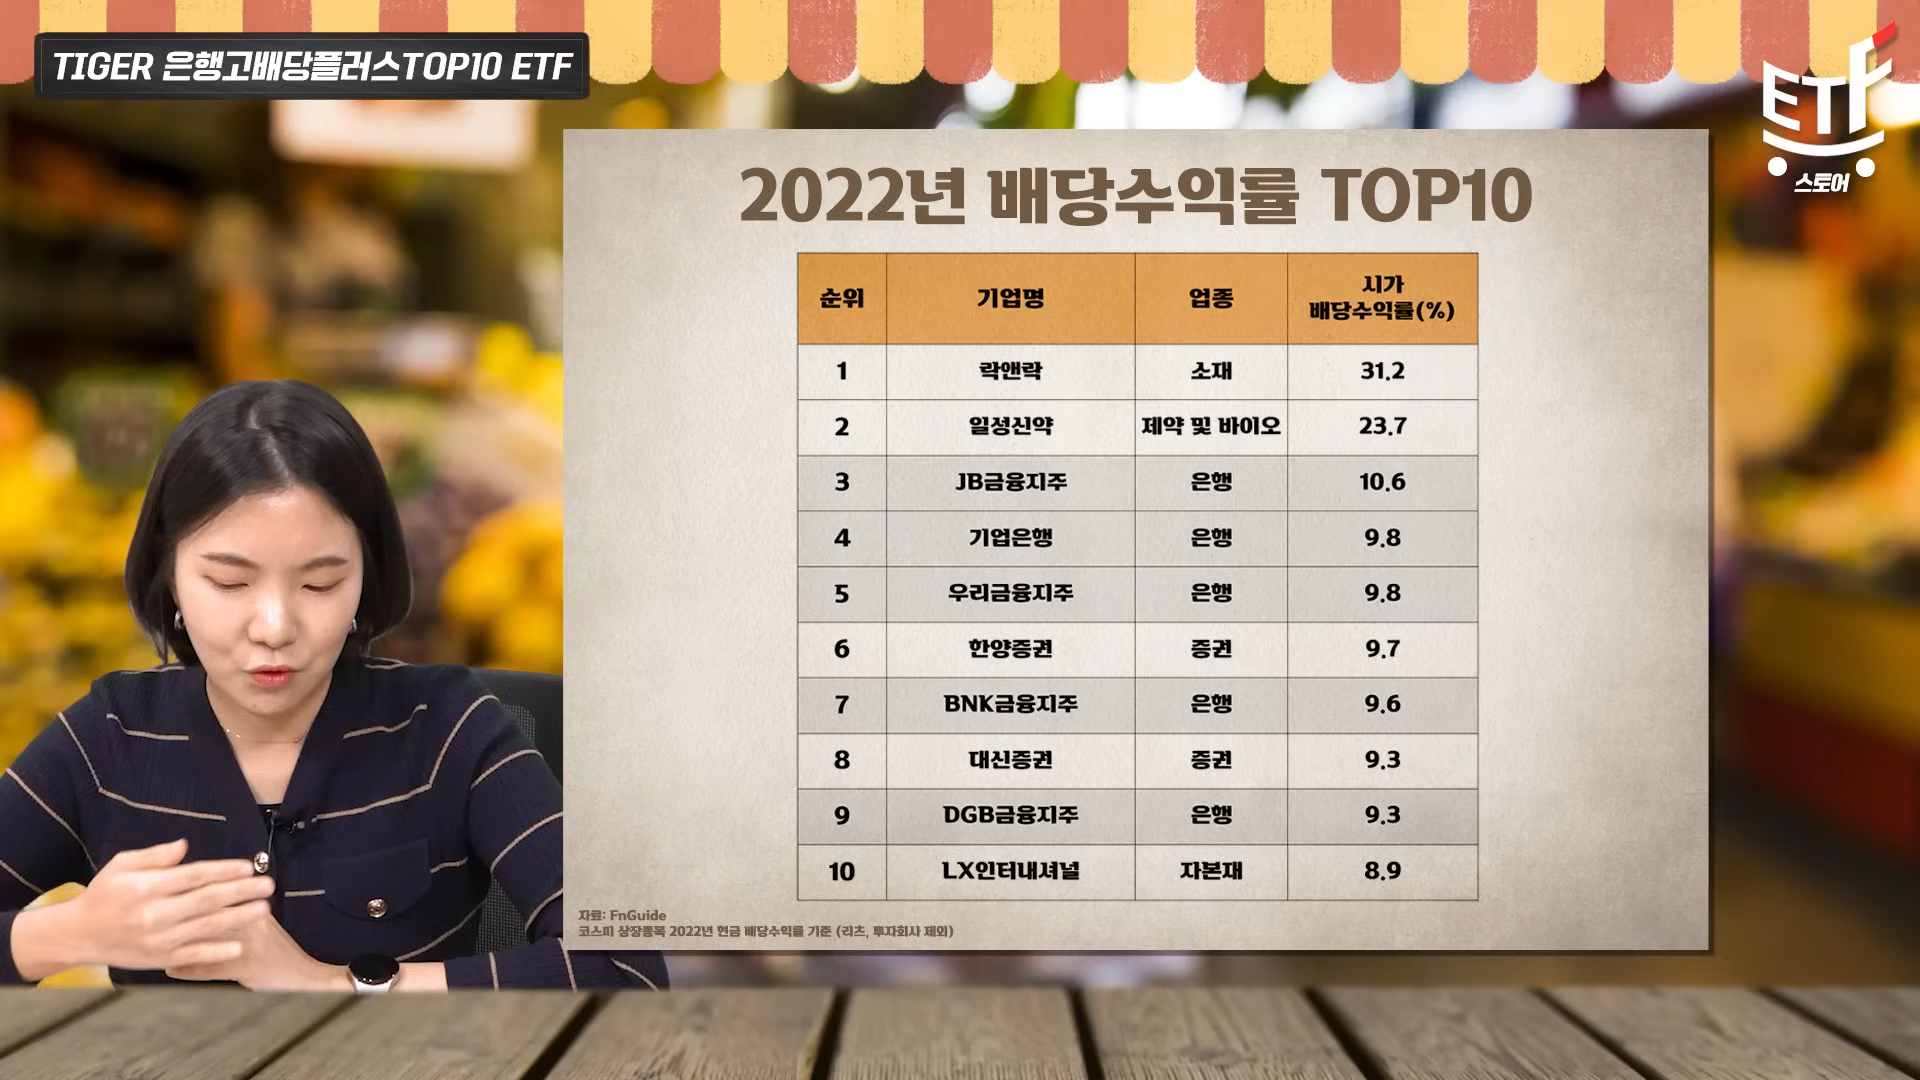 TIGER 은행고배당플러스TOP10 ETF
ETF
스토어
2022년 배당수익률 TOP10
순위 기업명 업종 시가 배당수익률(%)
1 락앤락 소재 31.2
2 일성신약 제약 및 바이오 23.7
3 JB금융지주 은행 10.6
4 기업은행 은행 9.8
5 우리금융지주 은행 9.8
6 한양증권 증권 9.7
7 BNK금융지주 은행 9.6
8 대신증권 증권 9.3
9 DGB금융지주 은행 9.3
10 LX인터내셔널 자본재 8.9
자료: FnGuide
코스피 상장종목 2022년 현금 배당수익률 기준 (리츠, 투자회사 제외)